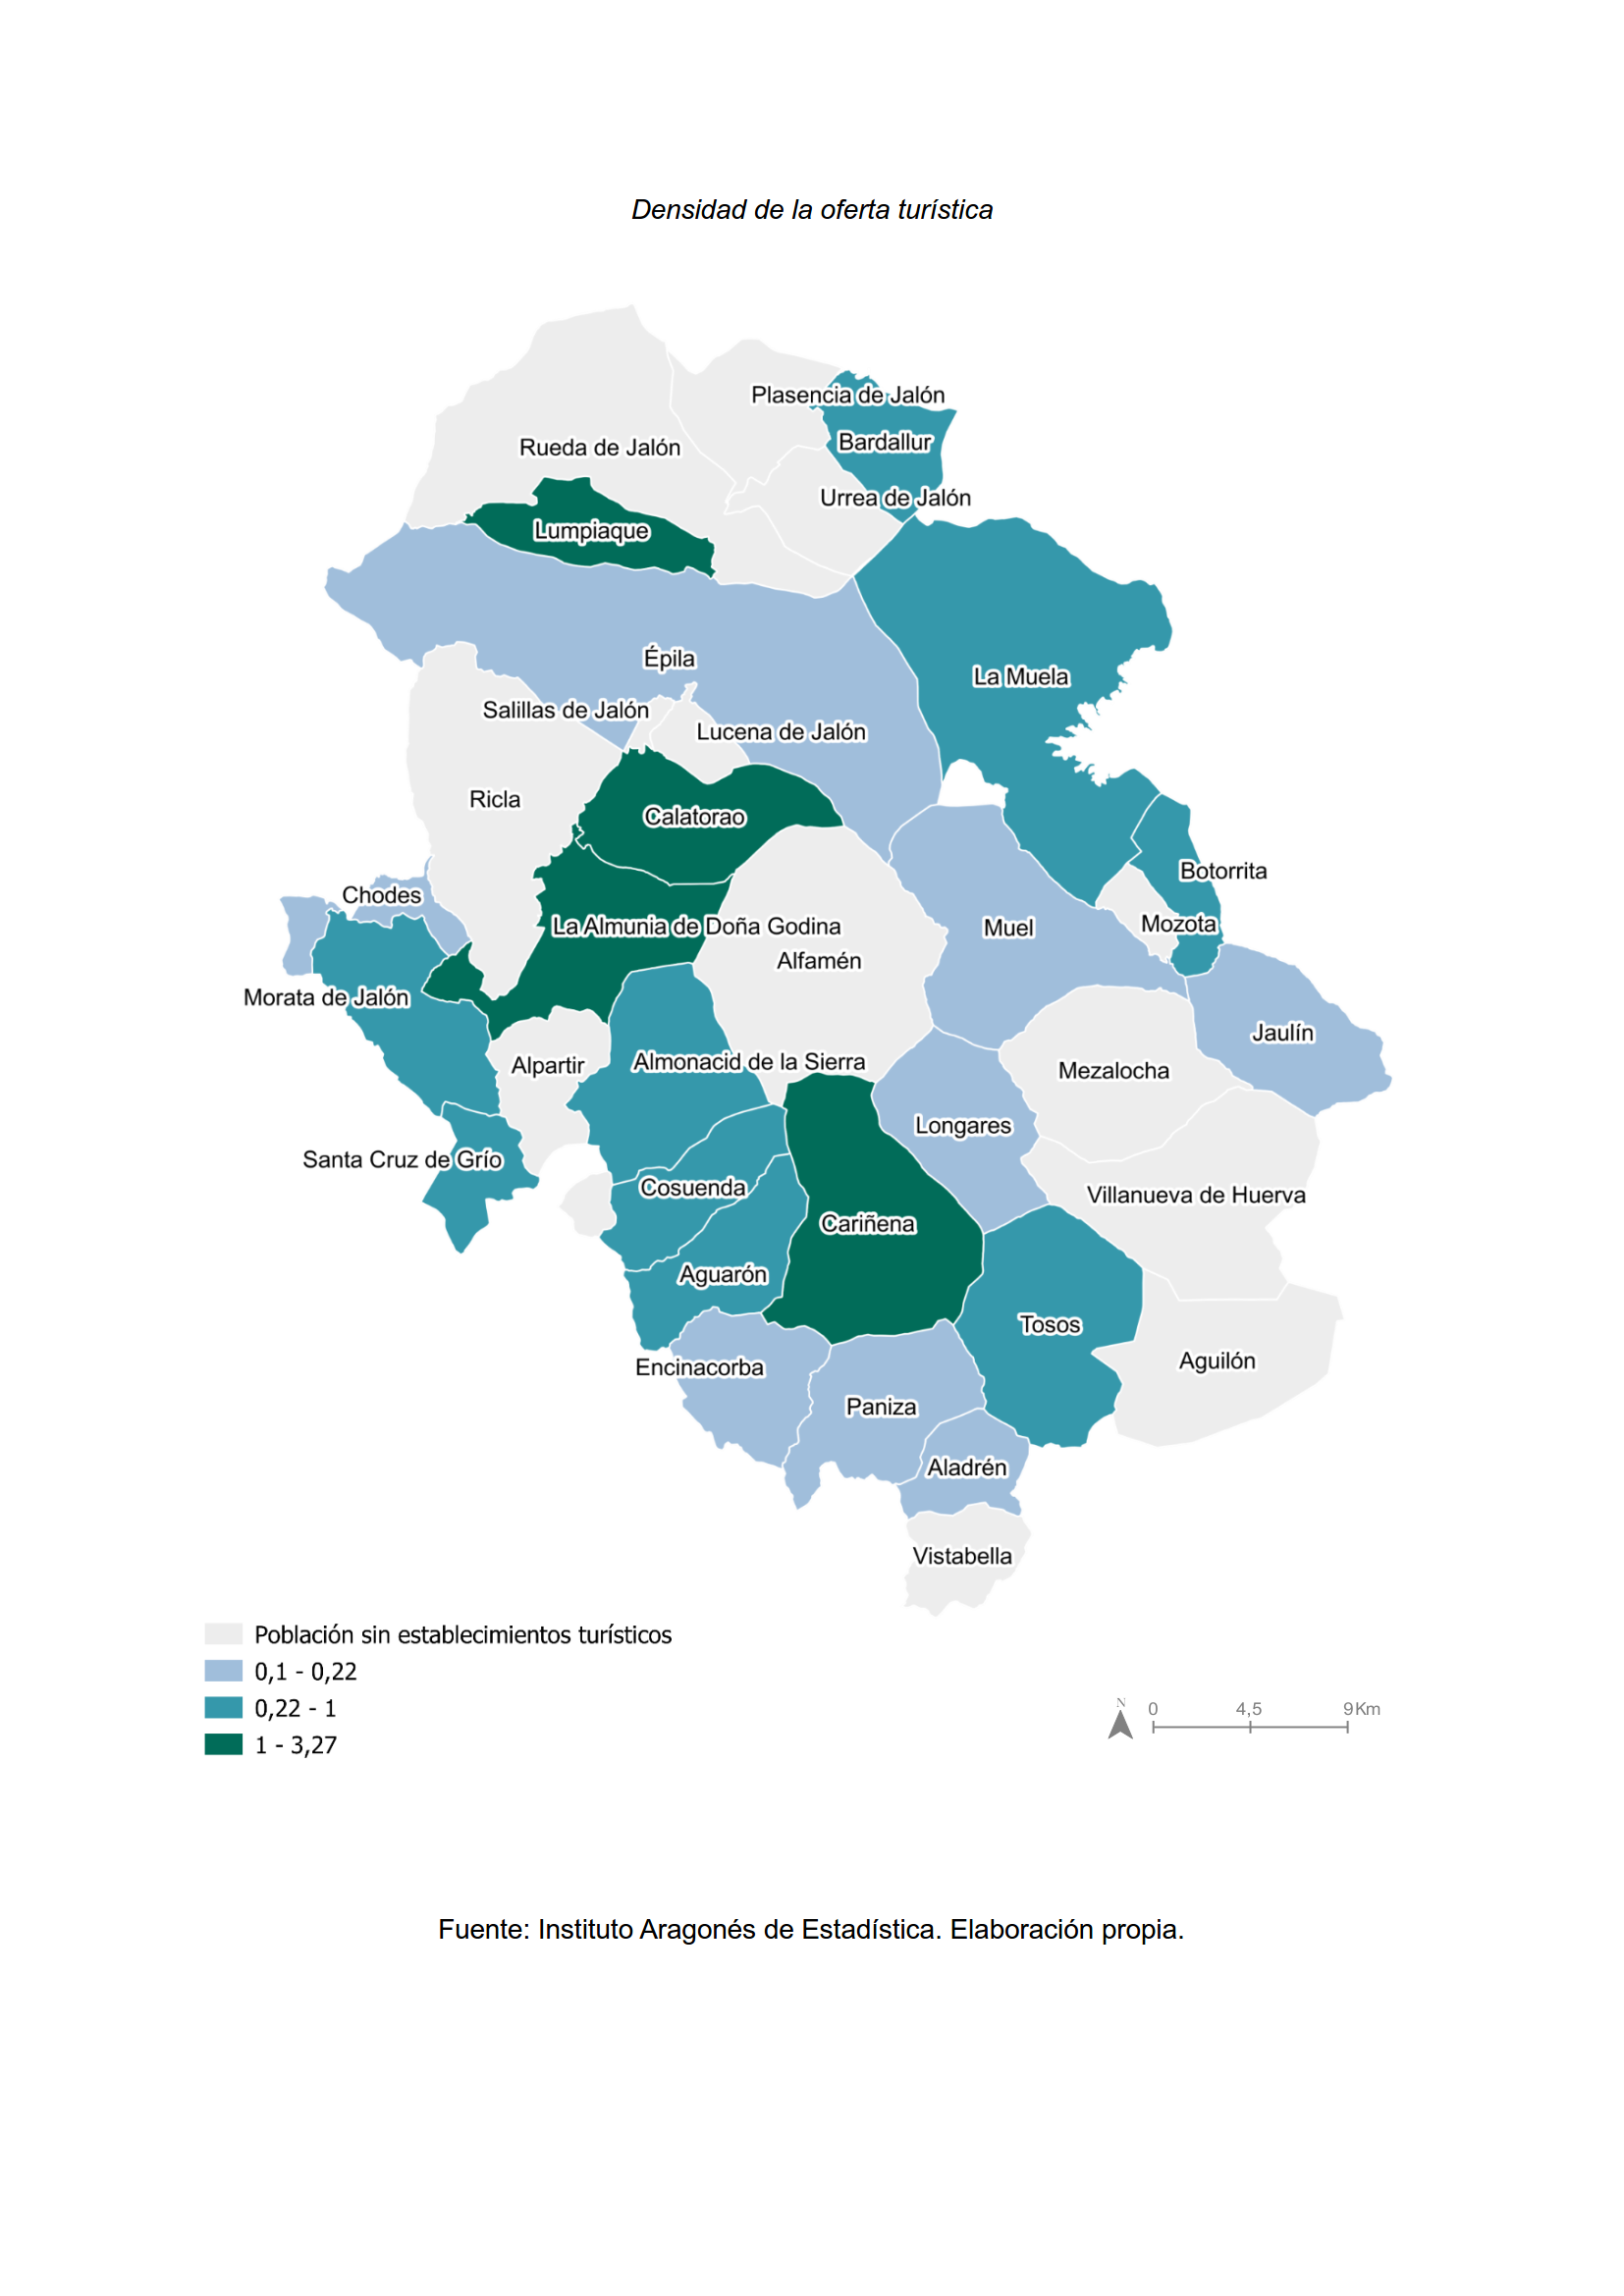 Densidad de la oferta turística
Plasencia de Jalón
Bardallur
Rueda de Jalón
Urrea de Jalón
Lumpiaque
Épila
La Muela
Salillas de Jalón
Lucena de Jalón
Ricla
Calatorao
Botorrita
Chodes
Mozota
La Almunia de Doña Godina
Muel
Alfamén
Morata de Jalón
Jaulín
Alpartir
Almonacid de la Sierra
Mezalocha
Longares
Santa Cruz de Grío
Cosuenda
Villanueva de Huerva
Cariñena
Aguarón
Tosos
Aguilón
Encinacorba
Paniza
Aladrén
Vistabella
Población sin establecimientos turísticos
0,1 - 0,22
0,22 - 1
1 - 3,27
N
0 4,5 9Km
Fuente: Instituto Aragonés de Estadística. Elaboración propia.